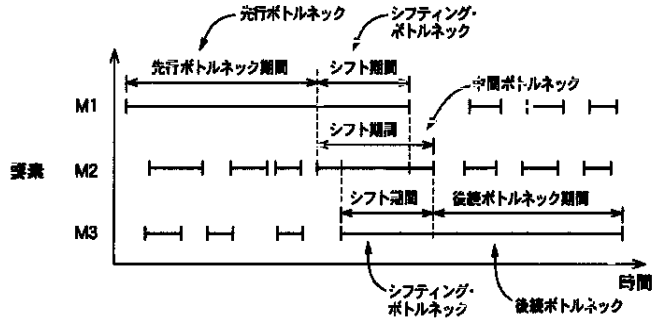 先行ボトルネック
シフティング・
ボトルネック
先行ボトルネック期間
シフト期間
中間ボトルネック
M1
シフト期間
要素
M2
シフト期間
後続ボトルネック期間
M3
時間
シフティング・
ボトルネック
後続ボトルネック